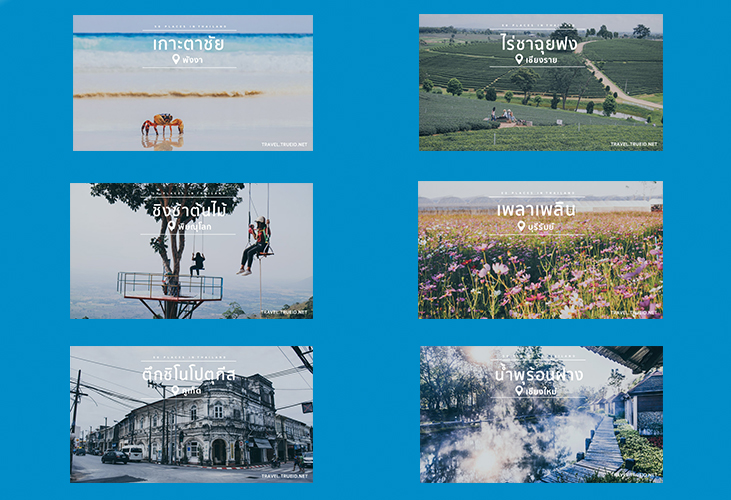 50 PLACES IN THAILAND
เกาะตาชัย
พังงา
TRAVEL.TRUEID.NET
50 PLACES IN THAILAND
ไร่ชาฉุยฟง
เชียงราย
TRAVEL.TRUEID.NET
50 PLACES IN THAILAND
ชิงช้าต้นไม้
พิษณุโลก
TRAVEL.TRUEID.NET
50 PLACES IN THAILAND
เพลาเพลิน
บุรีรัมย์
TRAVEL.TRUEID.NET
50 PLACES IN THAILAND
ตึกชิโนโปตุกีส
ภูเก็ต
TRAVEL.TRUEID.NET
50 PLACES IN THAILAND
น้ำพุร้อนฝาง
เชียงใหม่
TRAVEL.TRUEID.NET